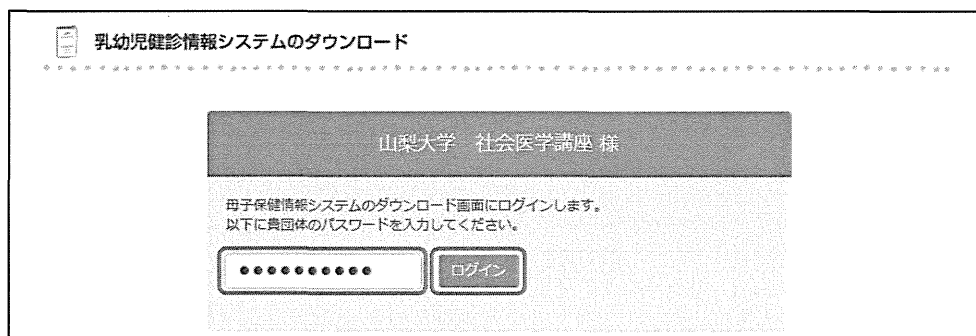 乳幼児健診情報システムのダウンロード
山梨大学 社会医学講座 様
母子保健情報システムのダウンロード画面にログインします。
以下に貴団体のパスワードを入力してください。
●●●●●●●●●●
ログイン